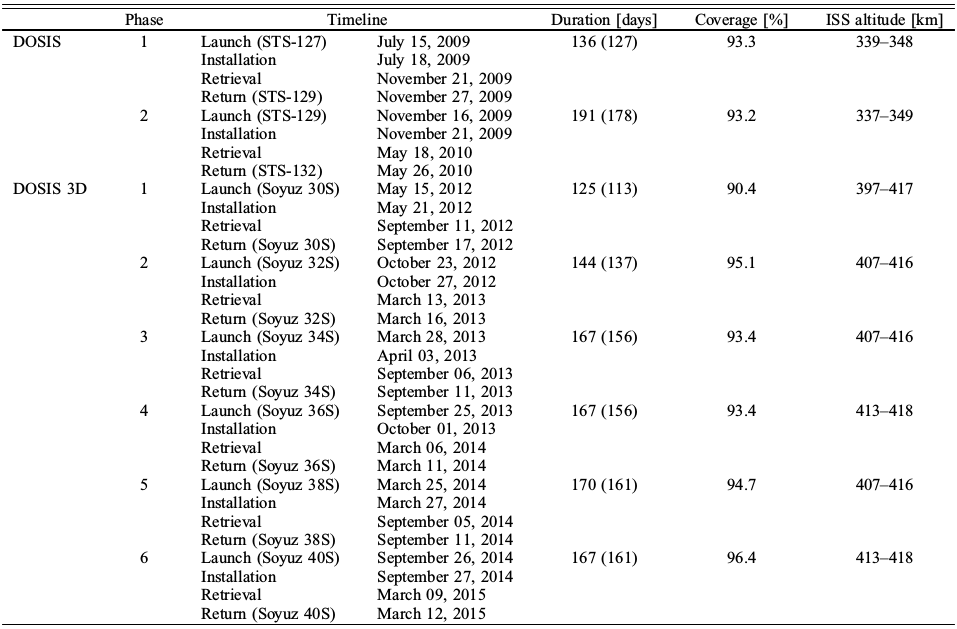 Phase Timeline Duration [days] Coverage [%] ISS altitude [km]
DOSIS 1 Launch (STS-127) July 15, 2009 136 (127) 93.3 339–348
Installation July 18, 2009
Retrieval November 21, 2009
Return (STS-129) November 27, 2009
2 Launch (STS-129) November 16, 2009 191 (178) 93.2 337–349
Installation November 21, 2009
Retrieval May 18, 2010
Return (STS-132) May 26, 2010
DOSIS 3D 1 Launch (Soyuz 30S) May 15, 2012 125 (113) 90.4 397–417
Installation May 21, 2012
Retrieval September 11, 2012
Return (Soyuz 30S) September 17, 2012
2 Launch (Soyuz 32S) October 23, 2012 144 (137) 95.1 407–416
Installation October 27, 2012
Retrieval March 13, 2013
Return (Soyuz 32S) March 16, 2013
3 Launch (Soyuz 34S) March 28, 2013 167 (156) 93.4 407–416
Installation April 03, 2013
Retrieval September 06, 2013
Return (Soyuz 34S) September 11, 2013
4 Launch (Soyuz 36S) September 25, 2013 167 (156) 93.4 413–418
Installation October 01, 2013
Retrieval March 06, 2014
Return (Soyuz 36S) March 11, 2014
5 Launch (Soyuz 38S) March 25, 2014 170 (161) 94.7 407–416
Installation March 27, 2014
Retrieval September 05, 2014
Return (Soyuz 38S) September 11, 2014
6 Launch (Soyuz 40S) September 26, 2014 167 (161) 96.4 413–418
Installation September 27, 2014
Retrieval March 09, 2015
Return (Soyuz 40S) March 12, 2015